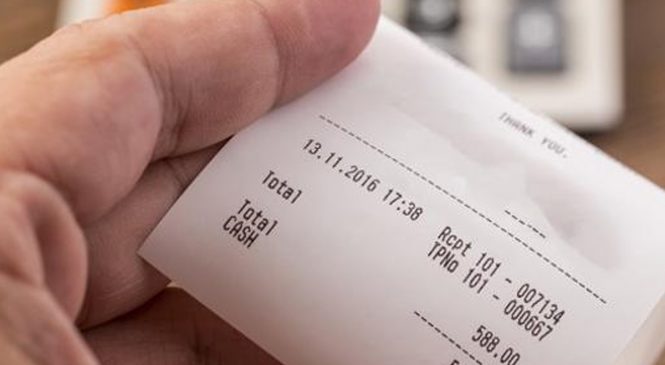 THANK YOU.
13.11.2016 17:38 Rcpt 101 - 007134
TPNo 101 - 000667
Total 588.00
Total
CASH